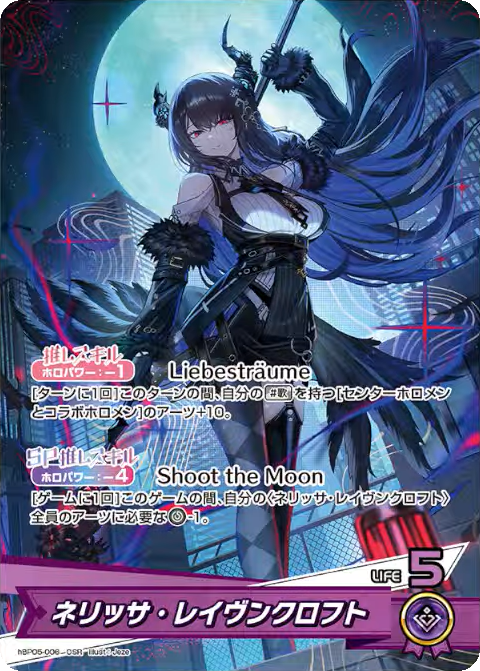 推しスキル
ホロパワー:-1
Liebesträume
[ターンに1回]このターンの間、自分の #歌 を持つ[センターホロメン
とコラボホロメン]のアーツ+10。
SP推しスキル
ホロパワー:-4
Shoot the Moon
[ゲームに1回]このゲームの間、自分の〈ネリッサ・レイヴンクロフト〉
全員のアーツに必要な-1。
LIFE 5
ネリッサ・レイヴンクロフト
hBP05-006 OSR illust: Jeze